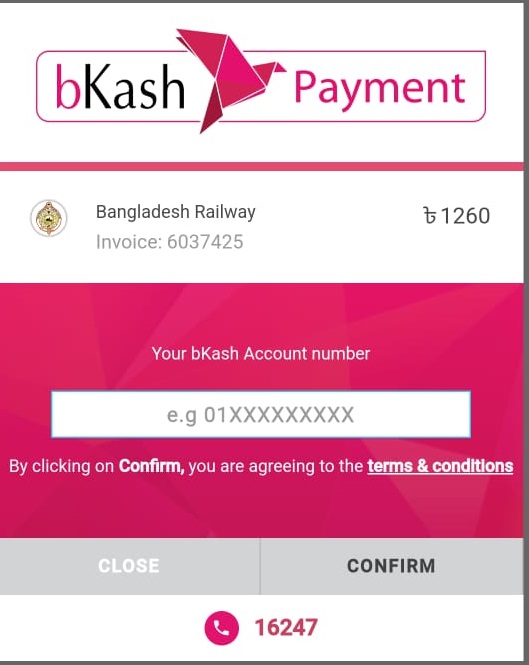 bKash Payment
Bangladesh Railway
৳ 1260
Invoice: 6037425
Your bKash Account number
e.g 01XXXXXXXXX
By clicking on Confirm, you are agreeing to the terms & conditions
CLOSE
CONFIRM
16247